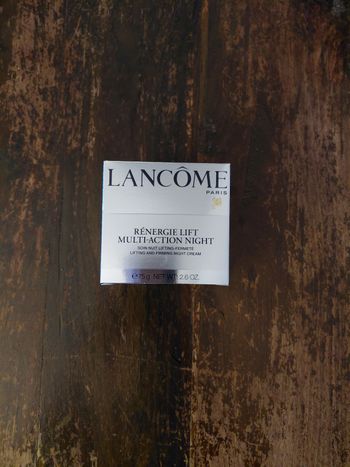 LANCÔME
PARIS
RÉNERGIE LIFT
MULTI-ACTION NIGHT
SOIN NUIT LIFTING-FERMETÉ
LIFTING AND FIRMING NIGHT CREAM
℮75 g NET WT. 2.6 OZ.